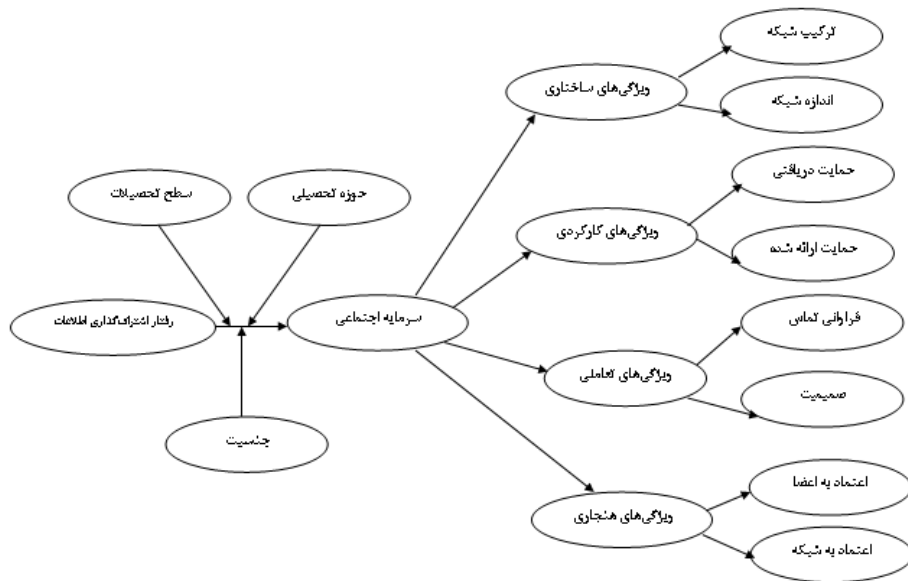 ترکیب شبکه
ویژگی‌های ساختاری
اندازه شبکه
حمایت دریافتی
سطح تحصیلات
حوزه تحصیلی
ویژگی‌های کارکردی
حمایت ارائه شده
رفتار اشتراک‌گذاری اطلاعات
سرمایه اجتماعی
فراوانی تماس
ویژگی‌های تعاملی
صمیمیت
جنسیت
اعتماد به اعضا
ویژگی‌های هنجاری
اعتماد به شبکه